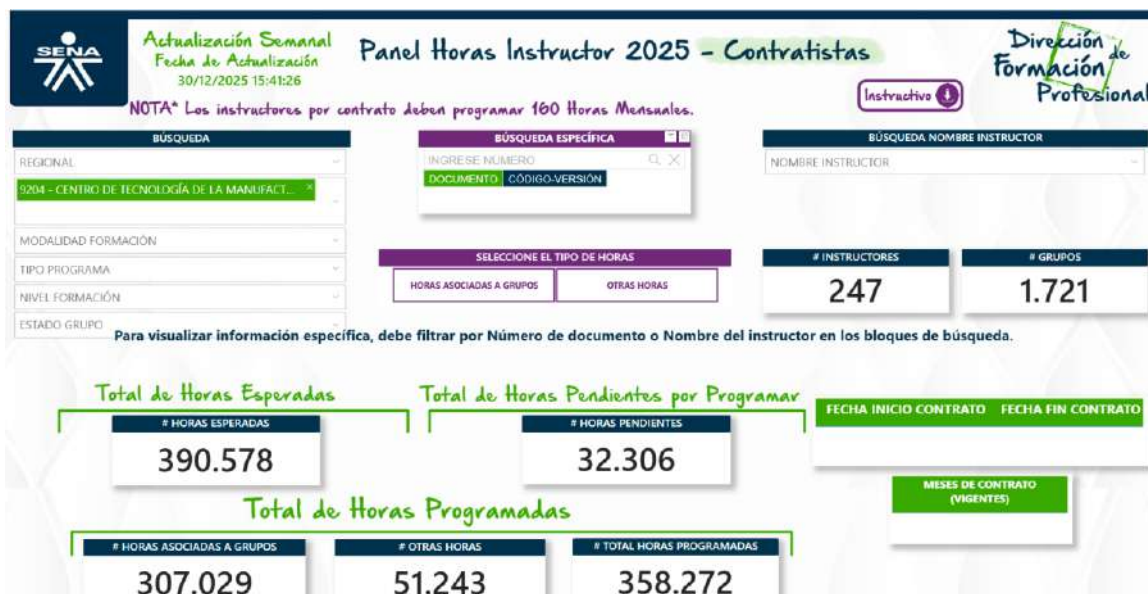 SENA
Actualización Semanal
Fecha de Actualización
30/12/2025 15:41:26
Panel Horas Instructor 2025 - Contratistas
Dirección de
Formación
Profesional
Instructivo
NOTA* Los instructores por contrato deben programar 160 Horas Mensuales.
BÚSQUEDA
REGIONAL
9204 - CENTRO DE TECNOLOGÍA DE LA MANUFACT...
MODALIDAD FORMACIÓN
TIPO PROGRAMA
NIVEL FORMACIÓN
ESTADO GRUPO
BÚSQUEDA ESPECÍFICA
INGRESE NUMERO
DOCUMENTO CÓDIGO-VERSIÓN
BÚSQUEDA NOMBRE INSTRUCTOR
NOMBRE INSTRUCTOR
SELECCIONE EL TIPO DE HORAS
HORAS ASOCIADAS A GRUPOS OTRAS HORAS
# INSTRUCTORES
247
# GRUPOS
1.721
Para visualizar información específica, debe filtrar por Número de documento o Nombre del instructor en los bloques de búsqueda.
Total de Horas Esperadas
# HORAS ESPERADAS
390.578
Total de Horas Pendientes por Programar
# HORAS PENDIENTES
32.306
FECHA INICIO CONTRATO FECHA FIN CONTRATO
MESES DE CONTRATO
(VIGENTES)
Total de Horas Programadas
# HORAS ASOCIADAS A GRUPOS
307.029
# OTRAS HORAS
51.243
# TOTAL HORAS PROGRAMADAS
358.272